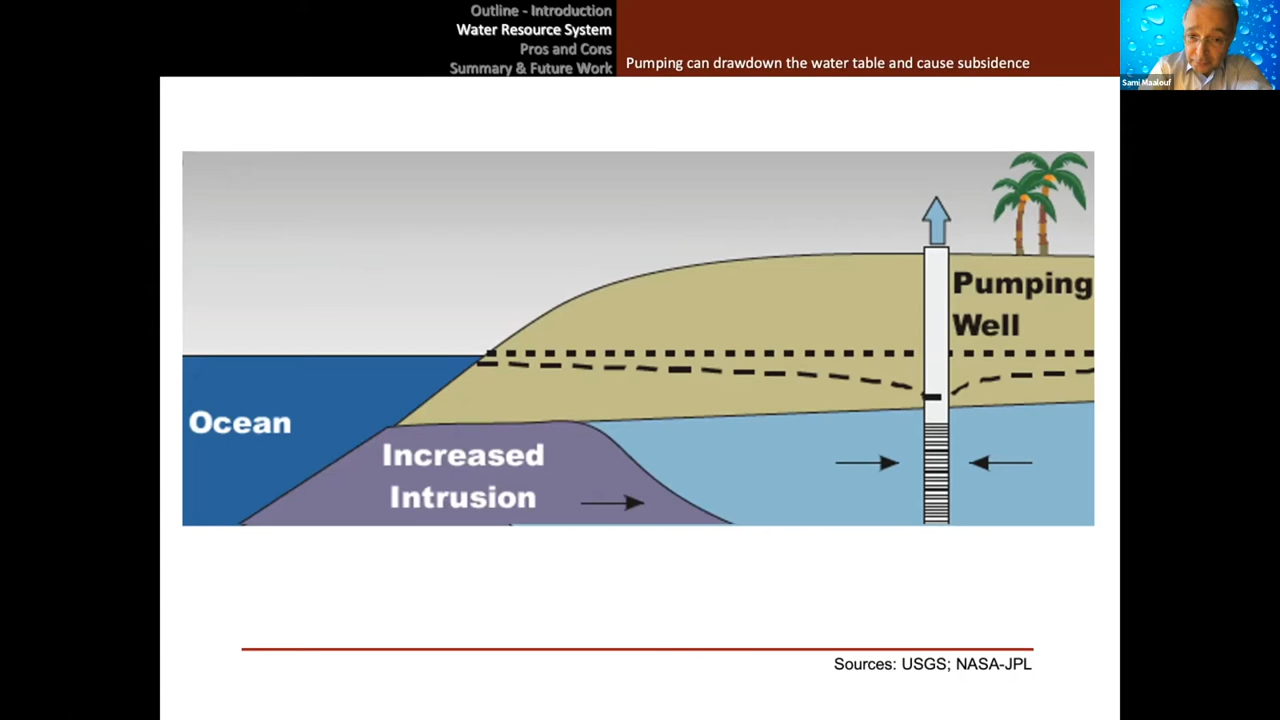 Outline - Introduction
Water Resource System
Pros and Cons
Summary & Future Work
Pumping can drawdown the water table and cause subsidence
Sami Maalouf
Pumping
Well
Ocean
Increased
Intrusion
Sources: USGS; NASA-JPL